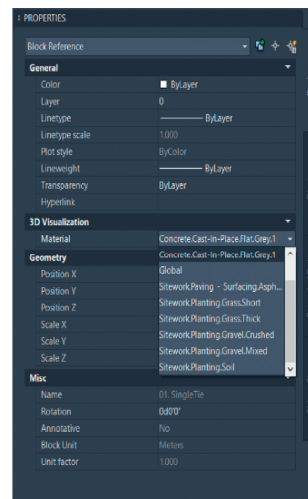 PROPERTIES
Block Reference
General
Color ByLayer
Layer 0
Linetype ByLayer
Linetype scale 1.000
Plot style ByColor
Lineweight ByLayer
Transparency ByLayer
Hyperlink
3D Visualization
Material Concrete.Cast-In-Place.Flat.Grey.1
Geometry Concrete.Cast-In-Place.Flat.Grey.1
Position X Global
Position Y Sitework.Paving - Surfacing.Asph...
Position Z Sitework.Planting.Grass.Short
Scale X Sitework.Planting.Grass.Thick
Scale Y Sitework.Planting.Gravel.Crushed
Scale Z Sitework.Planting.Gravel.Mixed
Sitework.Planting.Soil
Misc
Name 01. SingleTie
Rotation 0d0'0"
Annotative No
Block Unit Meters
Unit factor 1.000